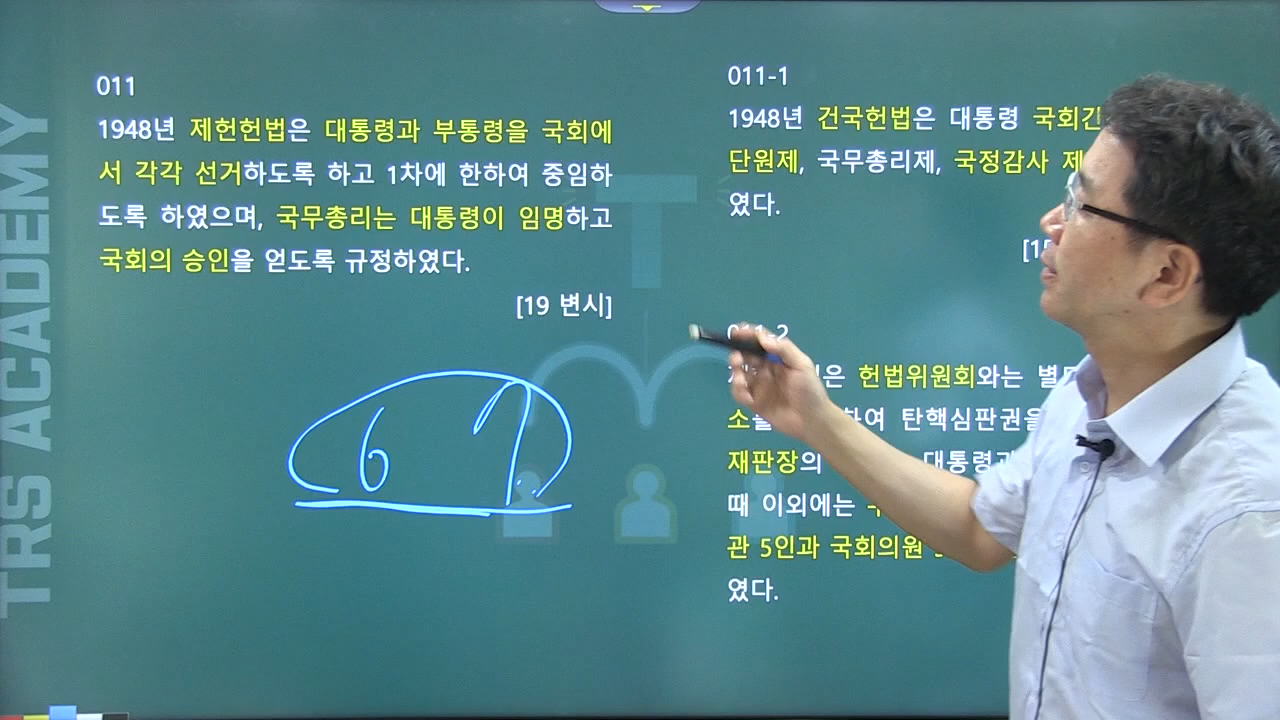 TRS ACADEMY
011
1948년 제헌헌법은 대통령과 부통령을 국회에
서 각각 선거하도록 하고 1차에 한하여 중임하
도록 하였으며, 국무총리는 대통령이 임명하고
국회의 승인을 얻도록 규정하였다.
[19 변시]
6 7
011-1
1948년 건국헌법은 대통령 국회간
단원제, 국무총리제, 국정감사
였다.
헌법위원회와는
탄핵심판권을
재판장의 대통령과
때 이외에는
관 5인과 국회의원
였다.